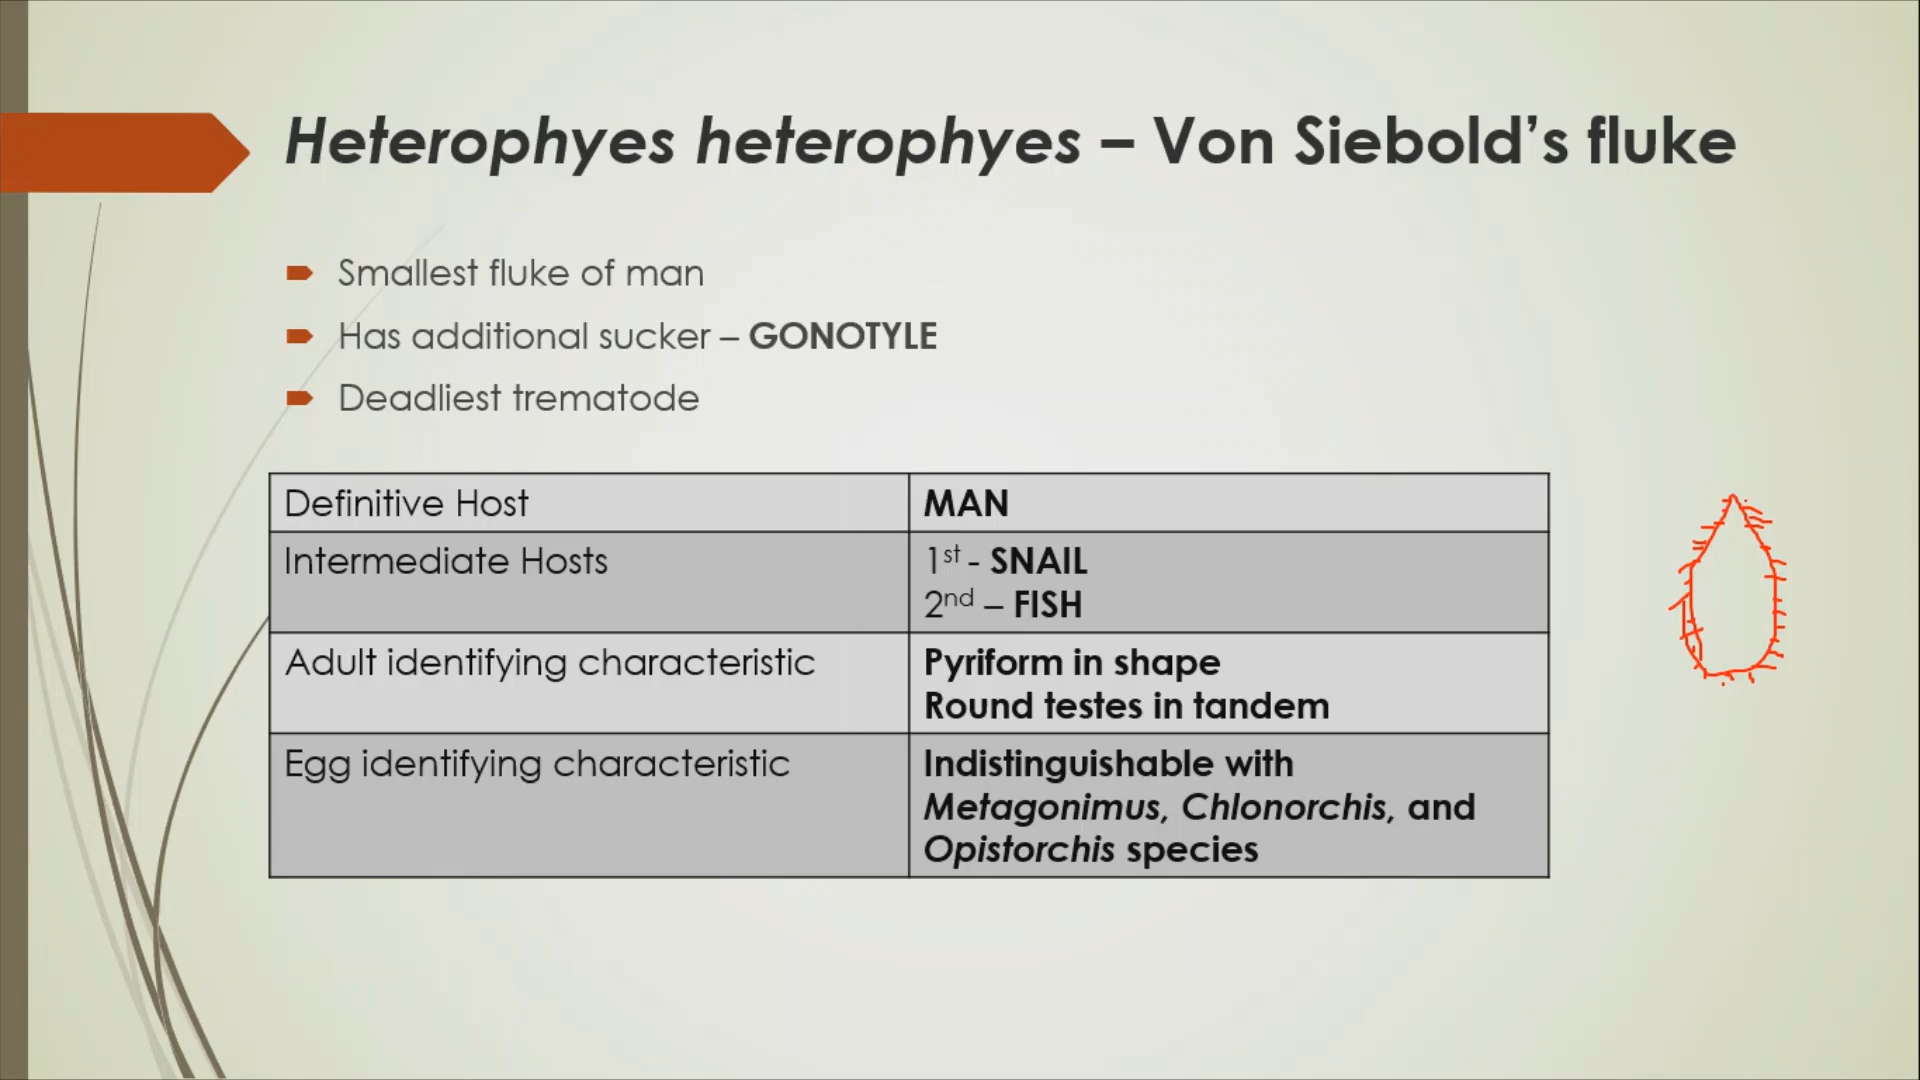 Heterophyes heterophyes – Von Siebold’s fluke
Smallest fluke of man
Has additional sucker – GONOTYLE
Deadliest trematode
Definitive Host
MAN
Intermediate Hosts
1st - SNAIL
2nd – FISH
Adult identifying characteristic
Pyriform in shape
Round testes in tandem
Egg identifying characteristic
Indistinguishable with
Metagonimus, Chlonorchis, and
Opistorchis species